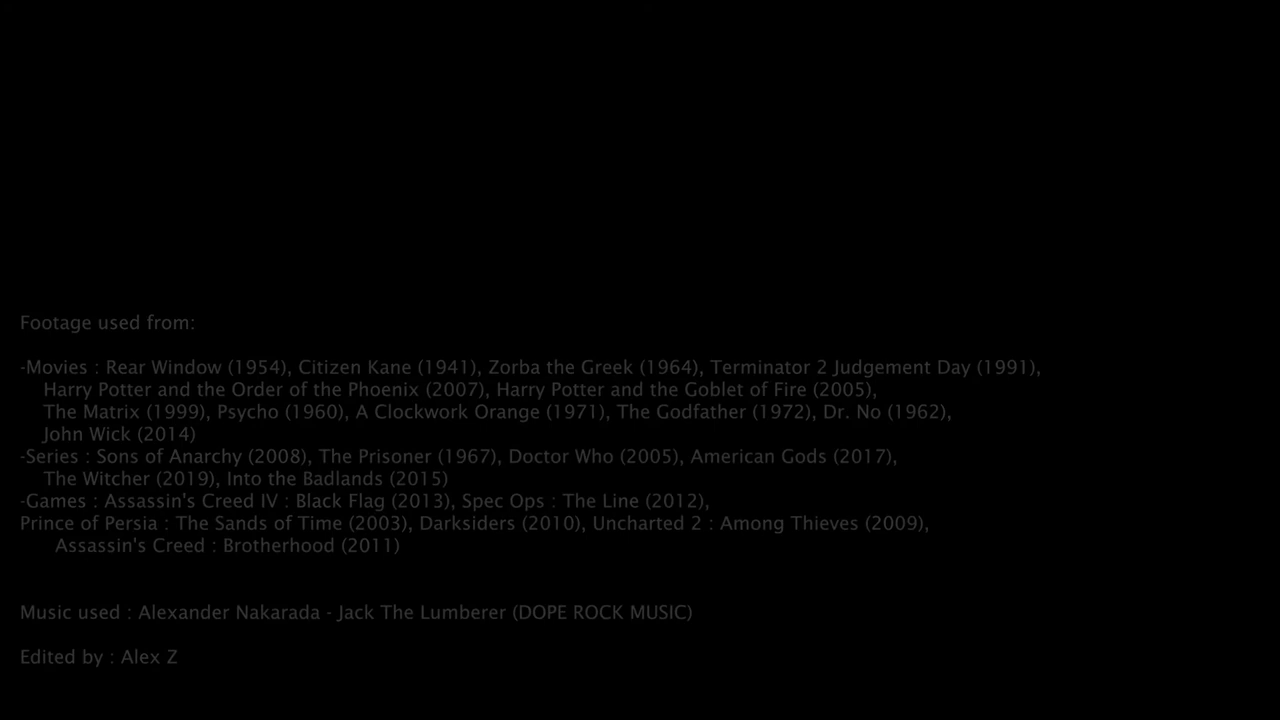 Footage used from:
-Movies : Rear Window (1954), Citizen Kane (1941), Zorba the Greek (1964), Terminator 2 Judgement Day (1991),
Harry Potter and the Order of the Phoenix (2007), Harry Potter and the Goblet of Fire (2005),
The Matrix (1999), Psycho (1960), A Clockwork Orange (1971), The Godfather (1972), Dr. No (1962),
John Wick (2014)
-Series : Sons of Anarchy (2008), The Prisoner (1967), Doctor Who (2005), American Gods (2017),
The Witcher (2019), Into the Badlands (2015)
-Games : Assassin's Creed IV : Black Flag (2013), Spec Ops : The Line (2012),
Prince of Persia : The Sands of Time (2003), Darksiders (2010), Uncharted 2 : Among Thieves (2009),
Assassin's Creed : Brotherhood (2011)
Music used : Alexander Nakarada - Jack The Lumberer (DOPE ROCK MUSIC)
Edited by : Alex Z